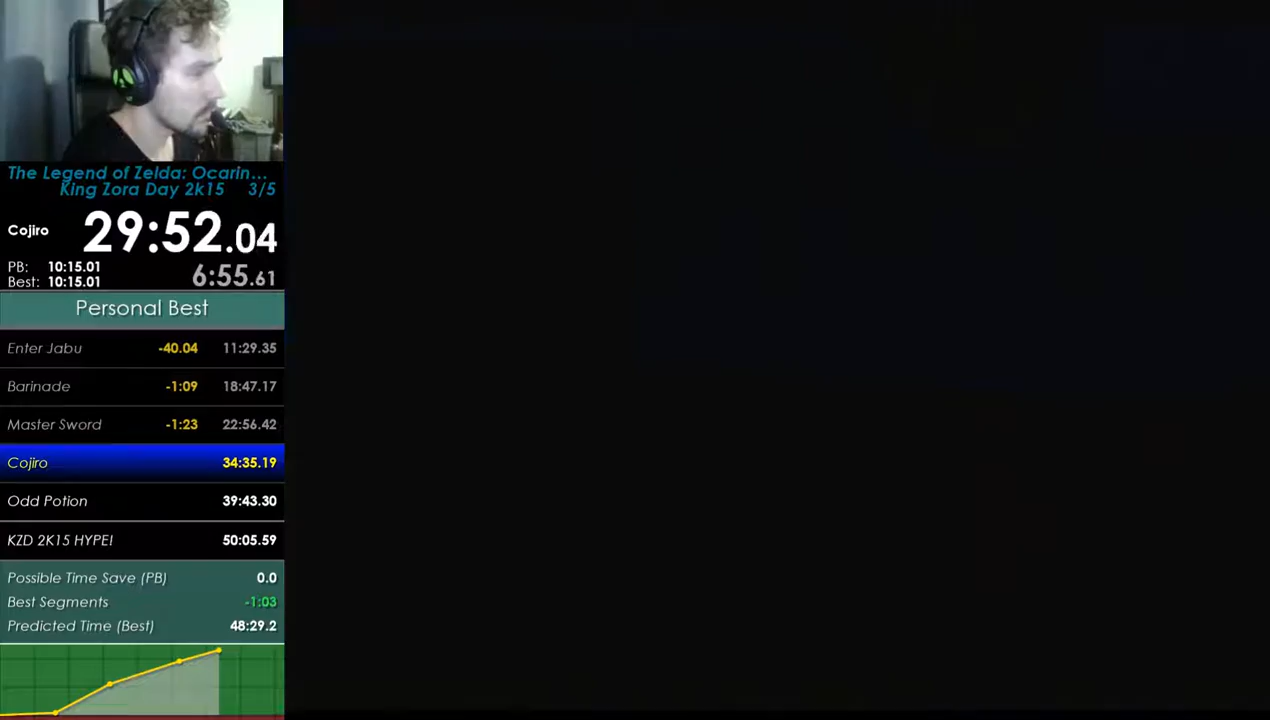 The Legend of Zelda: Ocarin...
King Zora Day 2k15 3/5
Cojiro 29:52.04
PB: 10:15.01 6:55.61
Best: 10:15.01
Personal Best
Enter Jabu -40.04 11:29.35
Barinade -1:09 18:47.17
Master Sword -1:23 22:56.42
Cojiro 34:35.19
Odd Potion 39:43.30
KZD 2K15 HYPE! 50:05.59
Possible Time Save (PB) 0.0
Best Segments -1:03
Predicted Time (Best) 48:29.2